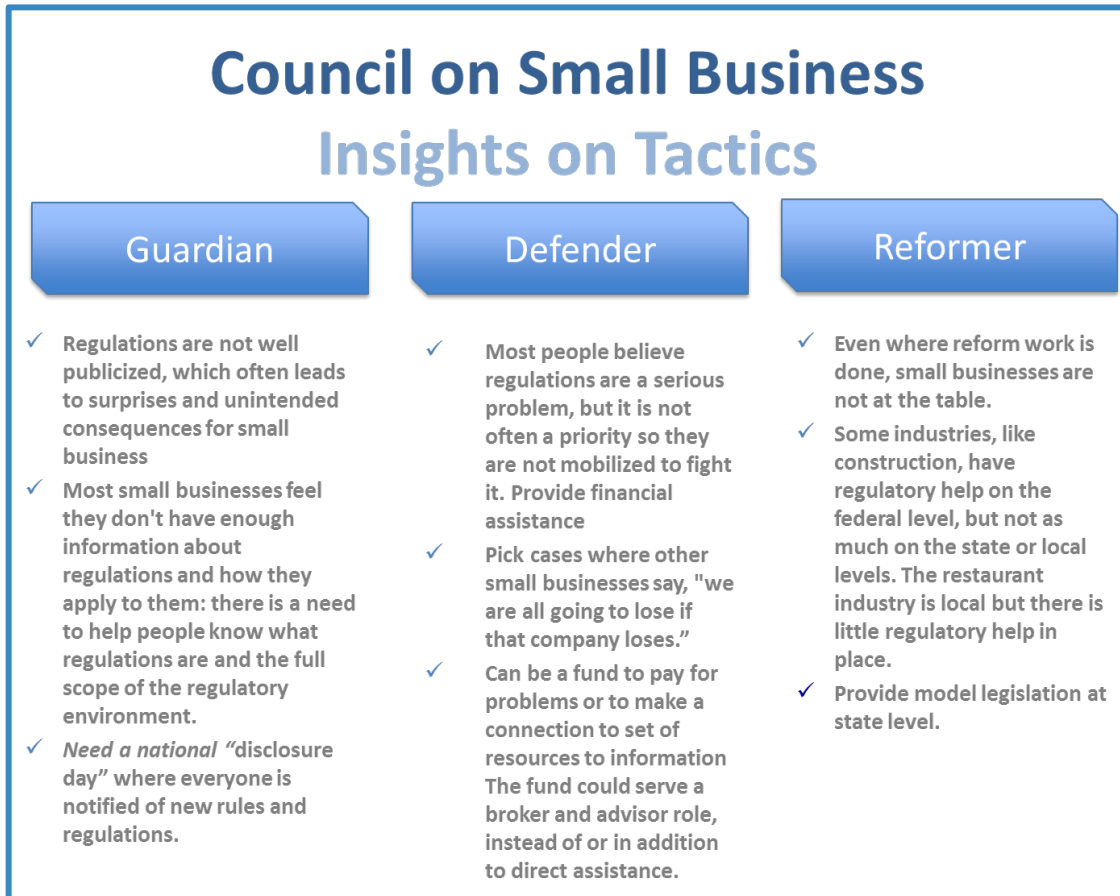 Council on Small Business
Insights on Tactics
Guardian
Regulations are not well
publicized, which often leads
to surprises and unintended
consequences for small
business
Most small businesses feel
they don't have enough
information about
regulations and how they
apply to them: there is a need
to help people know what
regulations are and the full
scope of the regulatory
environment.
Need a national “disclosure
day” where everyone is
notified of new rules and
regulations.
Defender
Most people believe
regulations are a serious
problem, but it is not
often a priority so they
are not mobilized to fight
it. Provide financial
assistance
Pick cases where other
small businesses say, "we
are all going to lose if
that company loses.”
Can be a fund to pay for
problems or to make a
connection to set of
resources to information
The fund could serve a
broker and advisor role,
instead of or in addition
to direct assistance.
Reformer
Even where reform work is
done, small businesses are
not at the table.
Some industries, like
construction, have
regulatory help on the
federal level, but not as
much on the state or local
levels. The restaurant
industry is local but there is
little regulatory help in
place.
Provide model legislation at
state level.